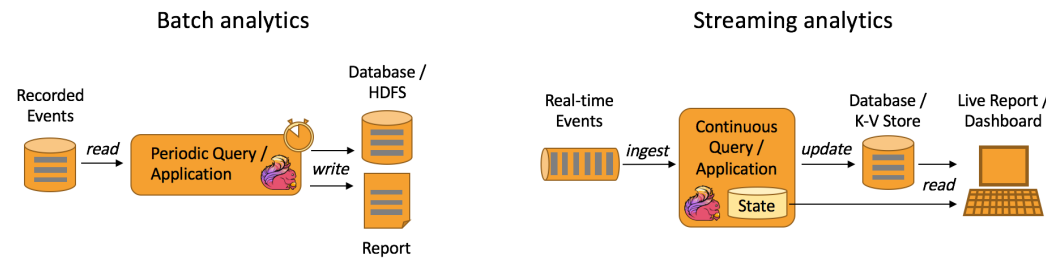 Batch analytics
Recorded
Events
read
Periodic Query /
Application
write
Database /
HDFS
Report
Streaming analytics
Real-time
Events
ingest
Continuous
Query /
Application
State
update
Database /
K-V Store
read
Live Report /
Dashboard